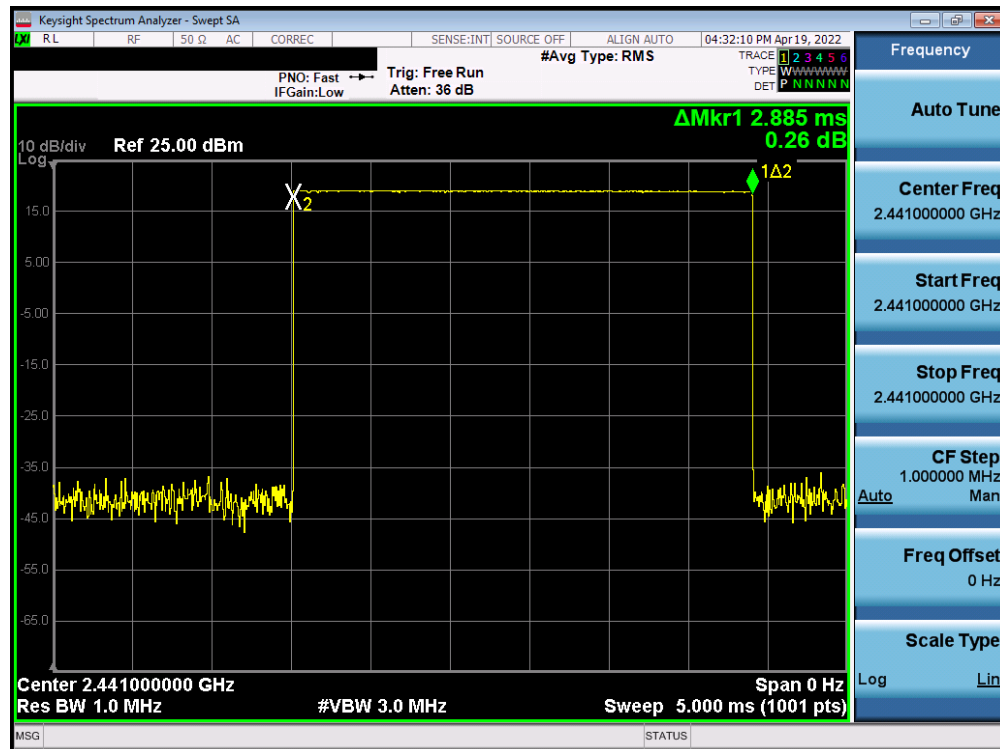 Keysight Spectrum Analyzer - Swept SA
LXI RL RF 50 Ω AC CORREC SENSE:INT SOURCE OFF ALIGN AUTO 04:32:10 PM Apr 19, 2022
#Avg Type: RMS
TRACE 1 2 3 4 5 6
PNO: Fast Trig: Free Run
TYPE WWWWWW
IFGain:Low Atten: 36 dB
DET P N N N N N
Frequency
ΔMkr1 2.885 ms
0.26 dB
10 dB/div Ref 25.00 dBm
Log
1Δ2
2
15.0
5.00
-5.00
-15.0
-25.0
-35.0
-45.0
-55.0
-65.0
Center 2.441000000 GHz Span 0 Hz
Res BW 1.0 MHz #VBW 3.0 MHz Sweep 5.000 ms (1001 pts)
Auto Tune
Center Freq
2.441000000 GHz
Start Freq
2.441000000 GHz
Stop Freq
2.441000000 GHz
CF Step
1.000000 MHz
Auto Man
Freq Offset
0 Hz
Scale Type
Log Lin
MSG STATUS